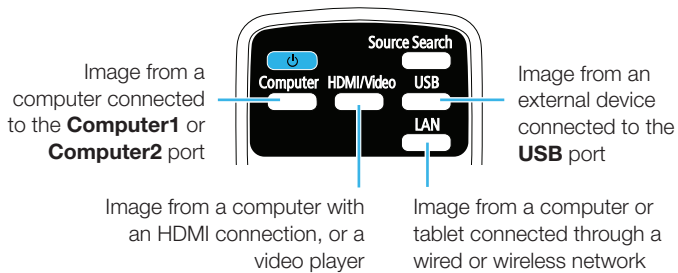 Source Search
Computer HDMI/Video USB
LAN
Image from a
computer connected
to the Computer1 or
Computer2 port
Image from an
external device
connected to the
USB port
Image from a computer with
an HDMI connection, or a
video player
Image from a computer or
tablet connected through a
wired or wireless network